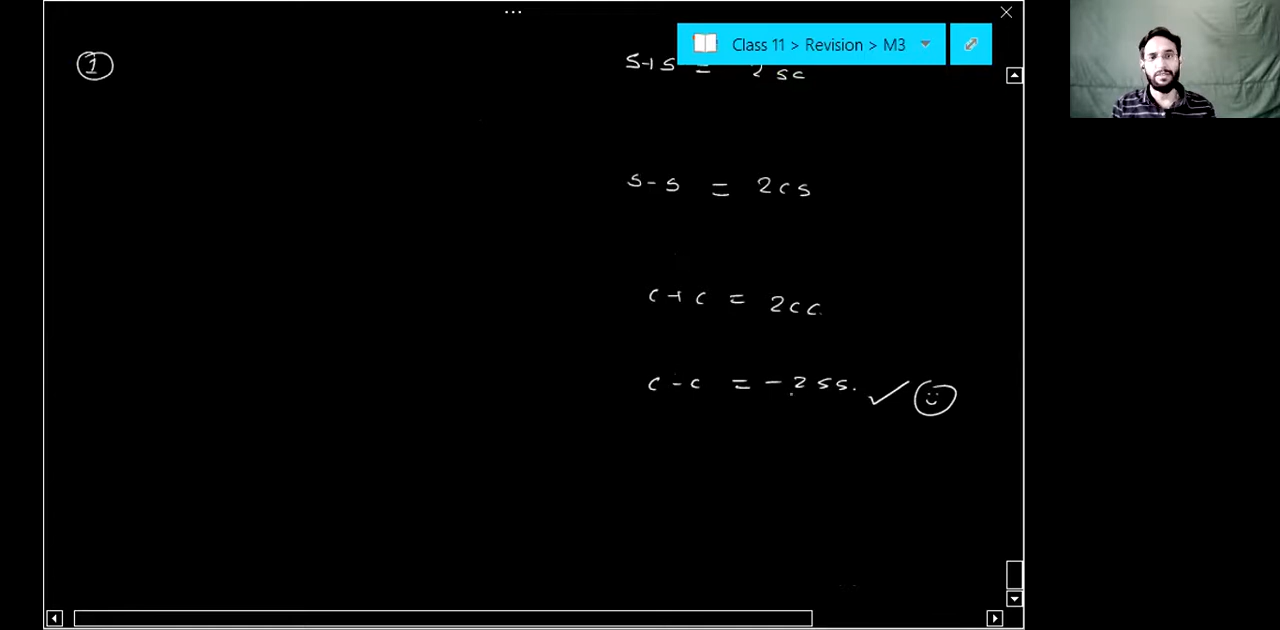 ...
Class 11 > Revision > M3
①
S+S = 2SC
S-S = 2CS
C+C = 2CC.
C-C = -2SS. ✓